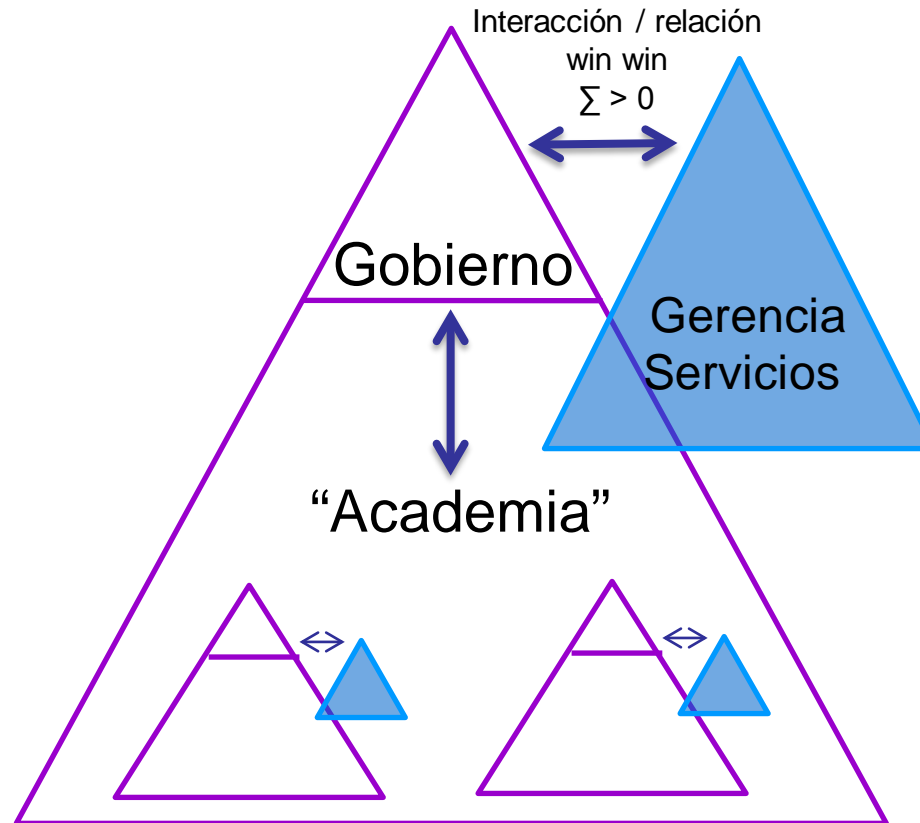 Interacción / relación
win win
∑ > 0
Gobierno
Gerencia
Servicios
“Academia”